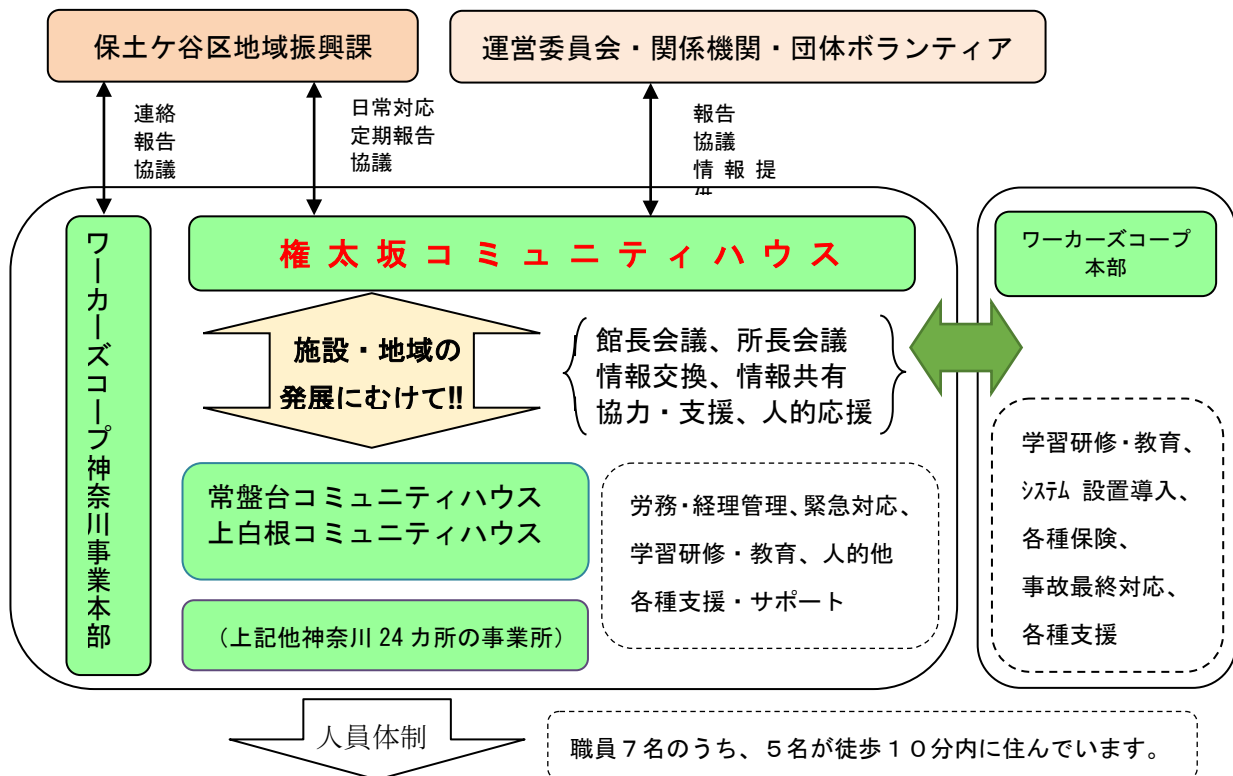 保土ケ谷区地域振興課
運営委員会・関係機関・団体ボランティア
連絡
報告
協議
日常対応
定期報告
協議
報告
協議
情 報 提
ワーカーズコープ神奈川事業本部
権 太 坂 コ ミ ュ ニ テ ィ ハ ウ ス
ワーカーズコープ
本部
施設・地域の
発展にむけて!!
館長会議、所長会議
情報交換、情報共有
協力・支援、人的応援
常盤台コミュニティハウス
上白根コミュニティハウス
（上記他神奈川 24 カ所の事業所）
労務・経理管理、緊急対応、
学習研修・教育、人的他
各種支援・サポート
学習研修・教育、
ｼｽﾃﾑ 設置導入、
各種保険、
事故最終対応、
各種支援
人員体制
職員７名のうち、５名が徒歩１０分内に住んでいます。